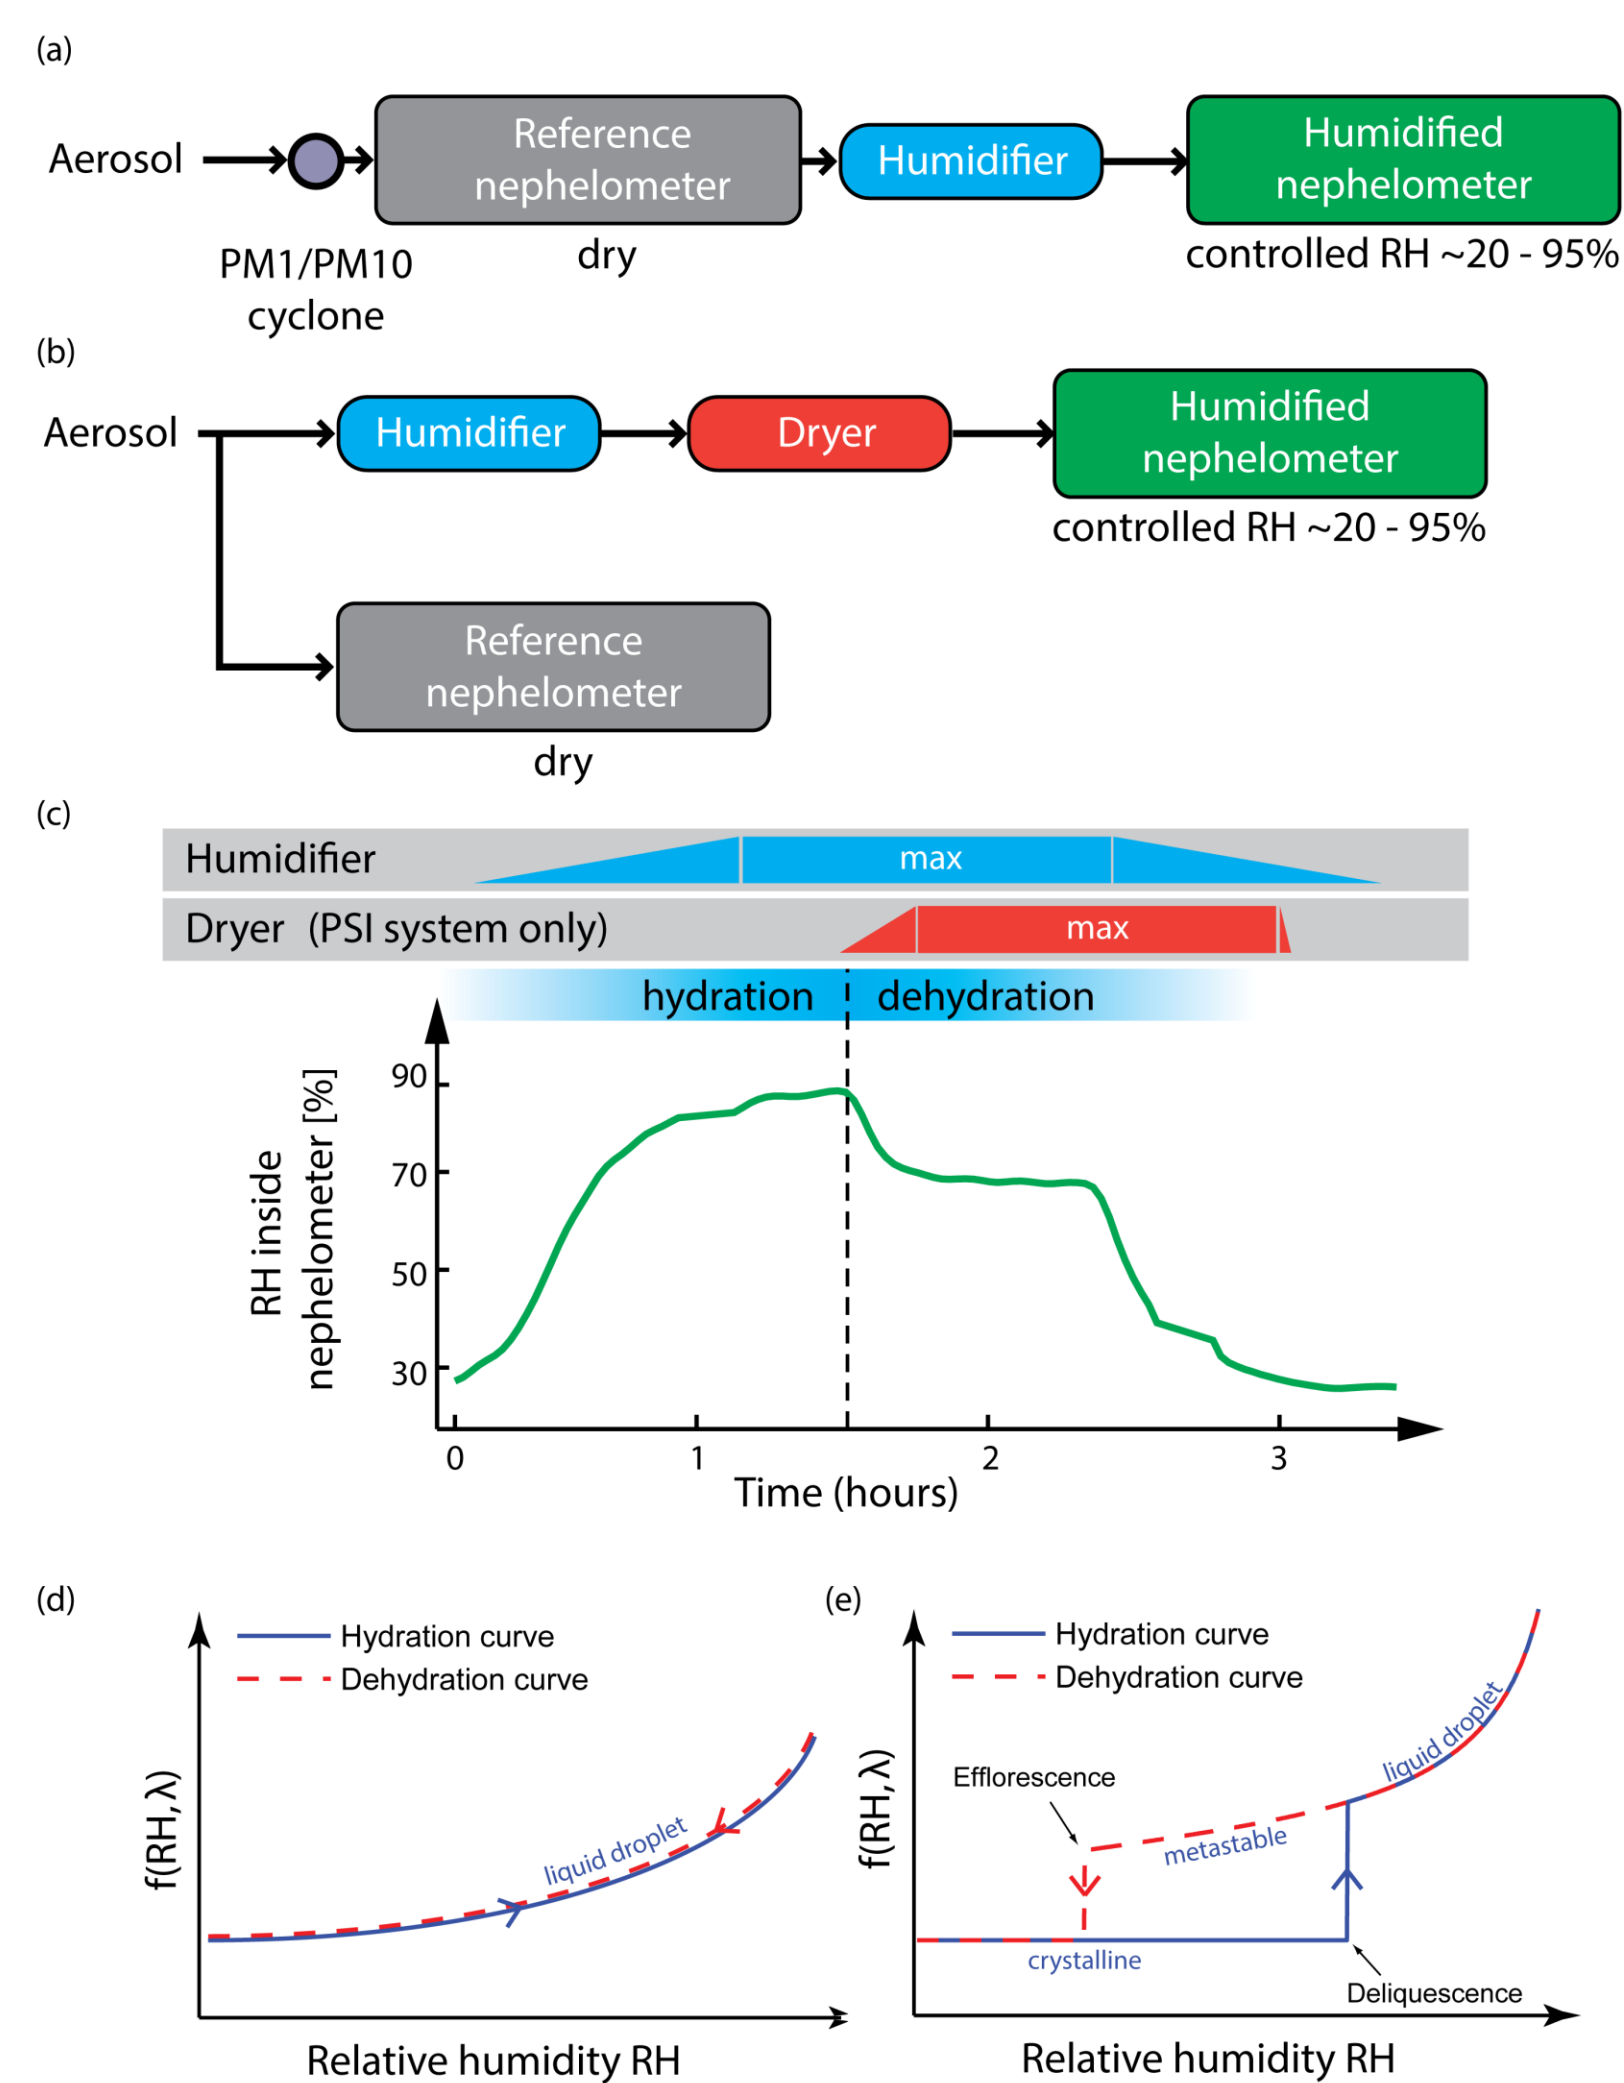 (a)
Aerosol
PM1/PM10
cyclone
Reference
nephelometer
dry
Humidifier
Humidified
nephelometer
controlled RH ~20 - 95%
(b)
Aerosol
Humidifier
Dryer
Humidified
nephelometer
controlled RH ~20 - 95%
Reference
nephelometer
dry
(c)
Humidifier
max
Dryer (PSI system only)
max
hydration
dehydration
RH inside
nephelometer [%]
90
70
50
30
0
1
2
3
Time (hours)
(d)
Hydration curve
Dehydration curve
liquid droplet
f(RH,λ)
Relative humidity RH
(e)
Hydration curve
Dehydration curve
liquid droplet
Efflorescence
metastable
crystalline
Deliquescence
f(RH,λ)
Relative humidity RH